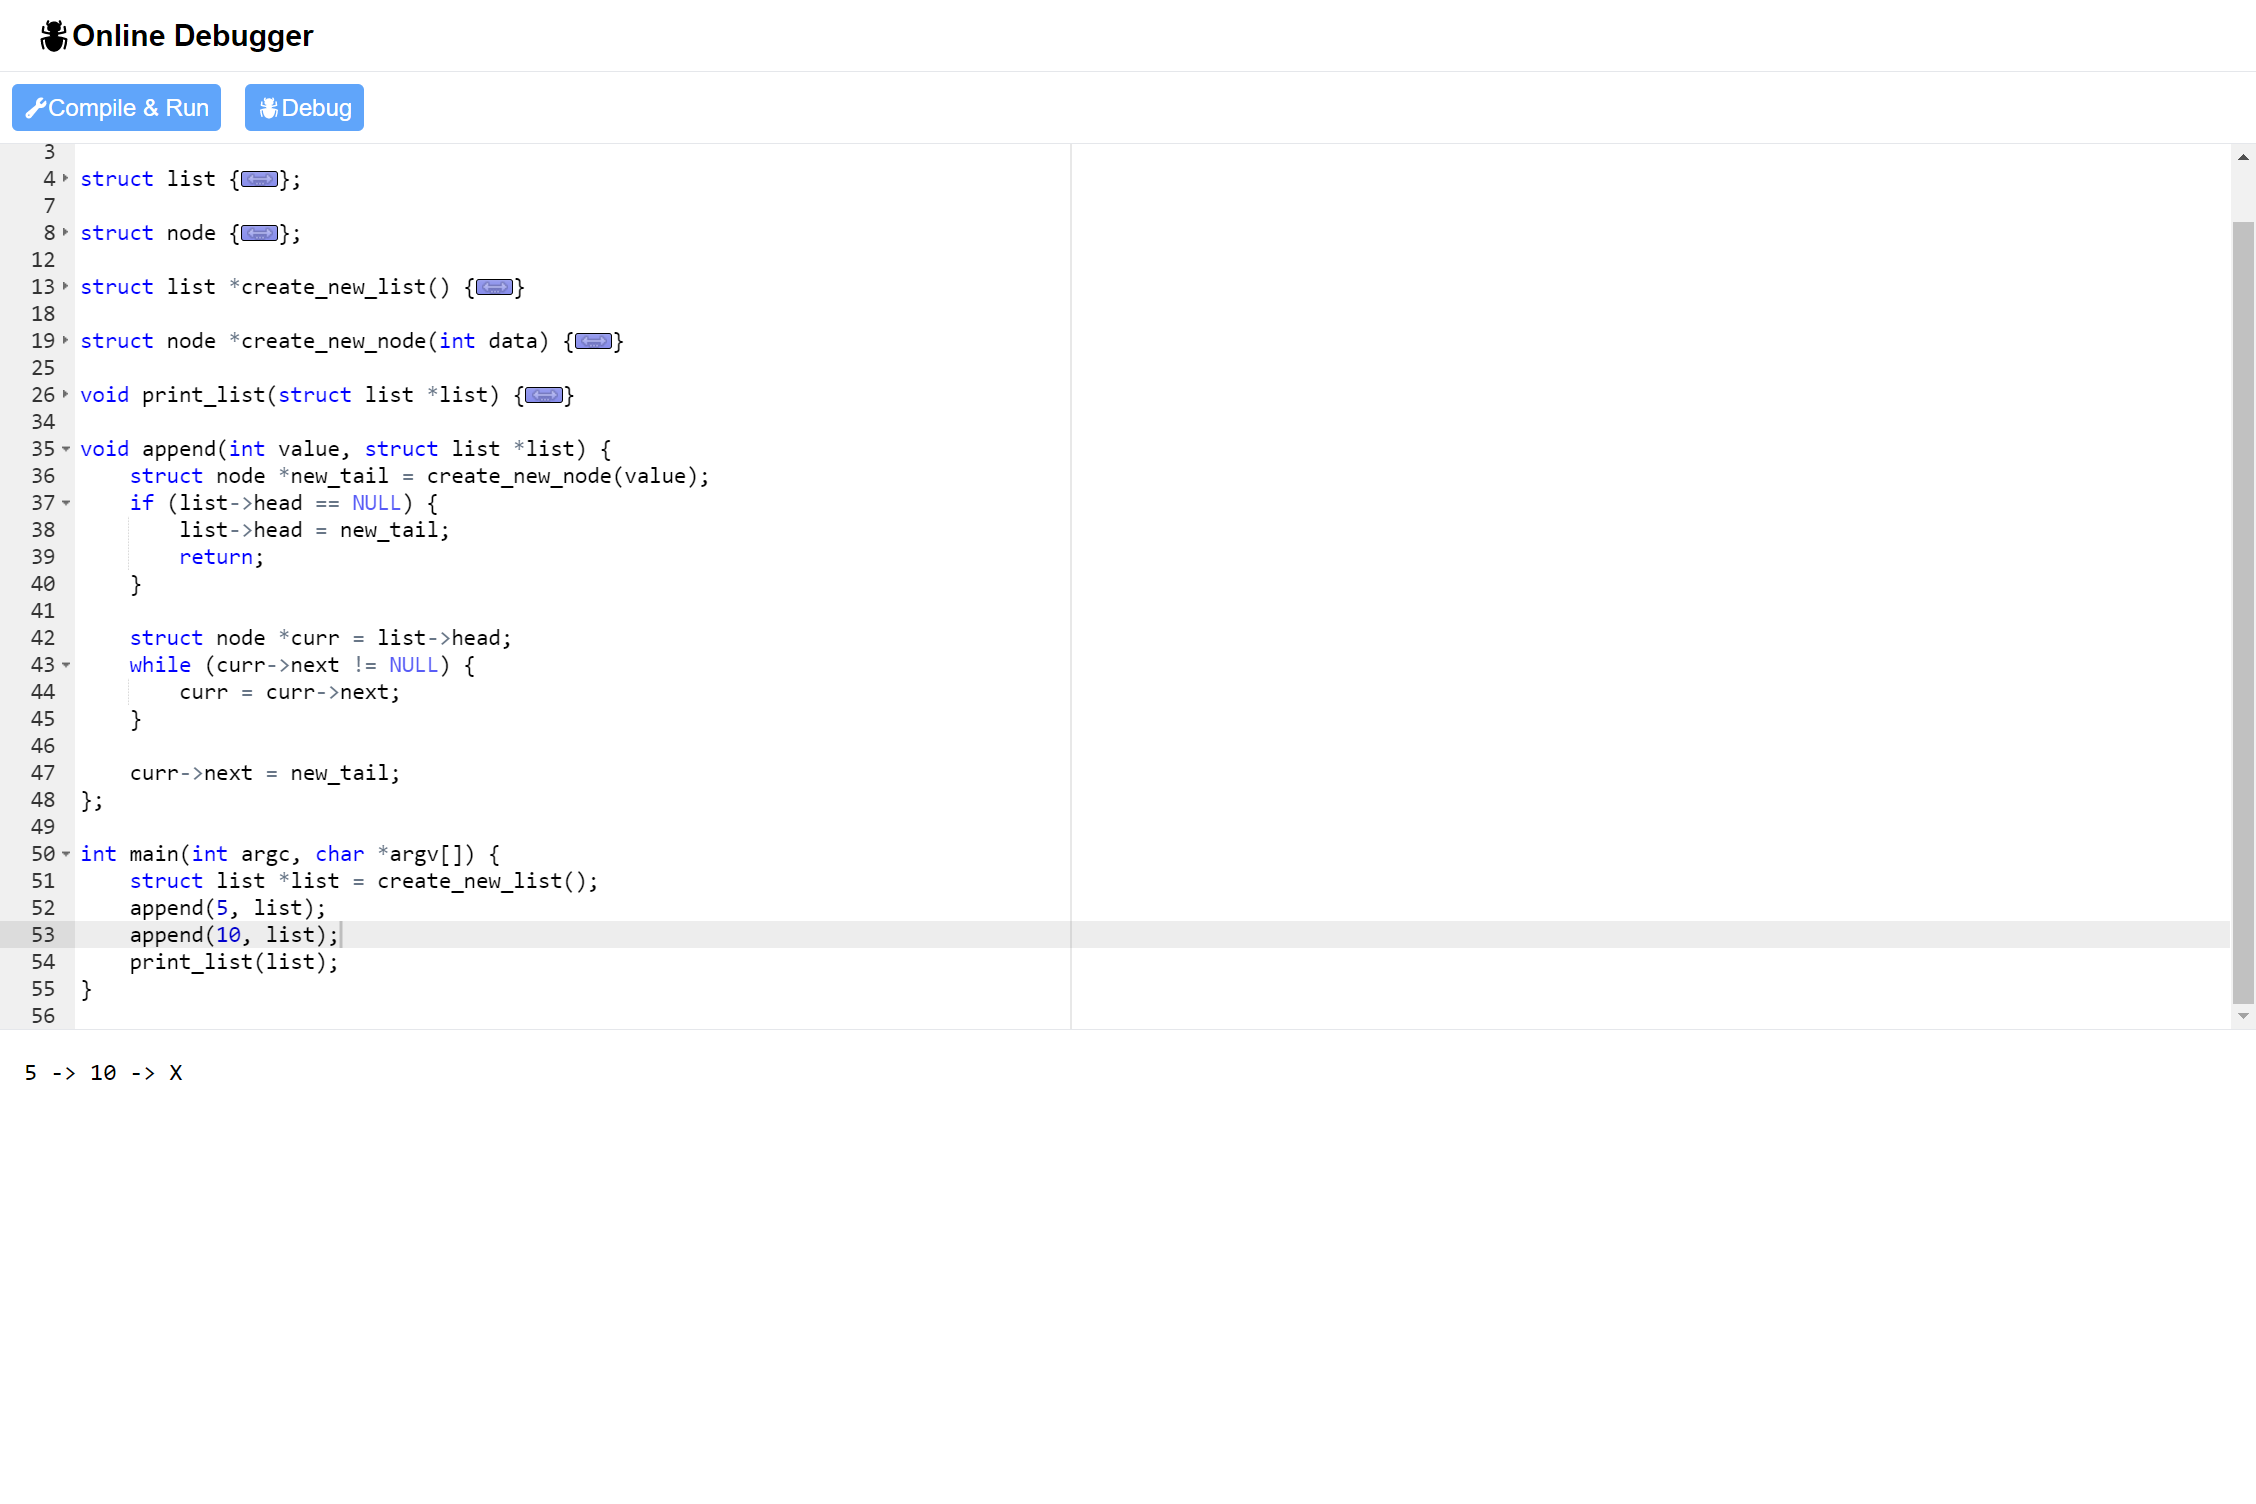 Online Debugger
Compile & Run Debug
3
4 struct list {};
7
8 struct node {};
12
13 struct list *create_new_list() {}
18
19 struct node *create_new_node(int data) {}
25
26 void print_list(struct list *list) {}
34
35 void append(int value, struct list *list) {
36     struct node *new_tail = create_new_node(value);
37     if (list->head == NULL) {
38         list->head = new_tail;
39         return;
40     }
41
42     struct node *curr = list->head;
43     while (curr->next != NULL) {
44         curr = curr->next;
45     }
46
47     curr->next = new_tail;
48 };
49
50 int main(int argc, char *argv[]) {
51     struct list *list = create_new_list();
52     append(5, list);
53     append(10, list);
54     print_list(list);
55 }
56
5 -> 10 -> X